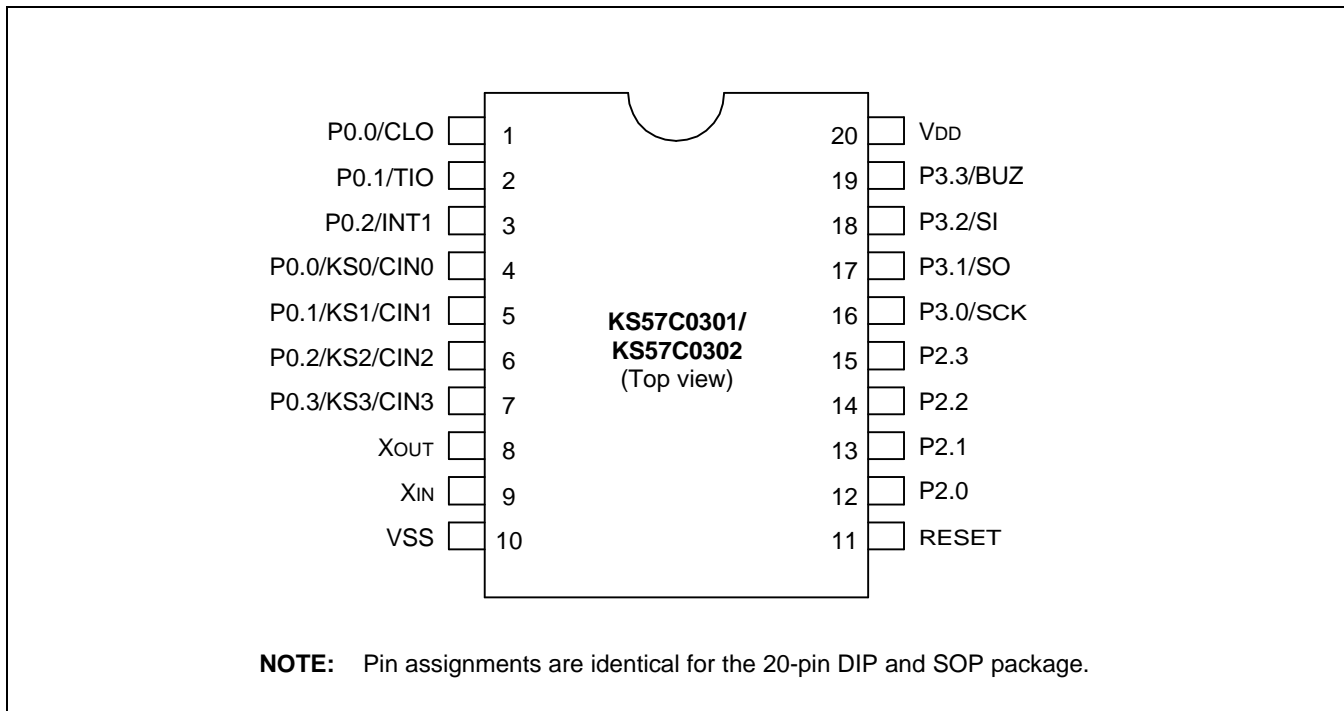 P0.0/CLO 1
P0.1/TIO 2
P0.2/INT1 3
P0.0/KS0/CIN0 4
P0.1/KS1/CIN1 5
P0.2/KS2/CIN2 6
P0.3/KS3/CIN3 7
XOUT 8
XIN 9
VSS 10
KS57C0301/
KS57C0302
(Top view)
20 VDD
19 P3.3/BUZ
18 P3.2/SI
17 P3.1/SO
16 P3.0/SCK
15 P2.3
14 P2.2
13 P2.1
12 P2.0
11 RESET
NOTE: Pin assignments are identical for the 20-pin DIP and SOP package.